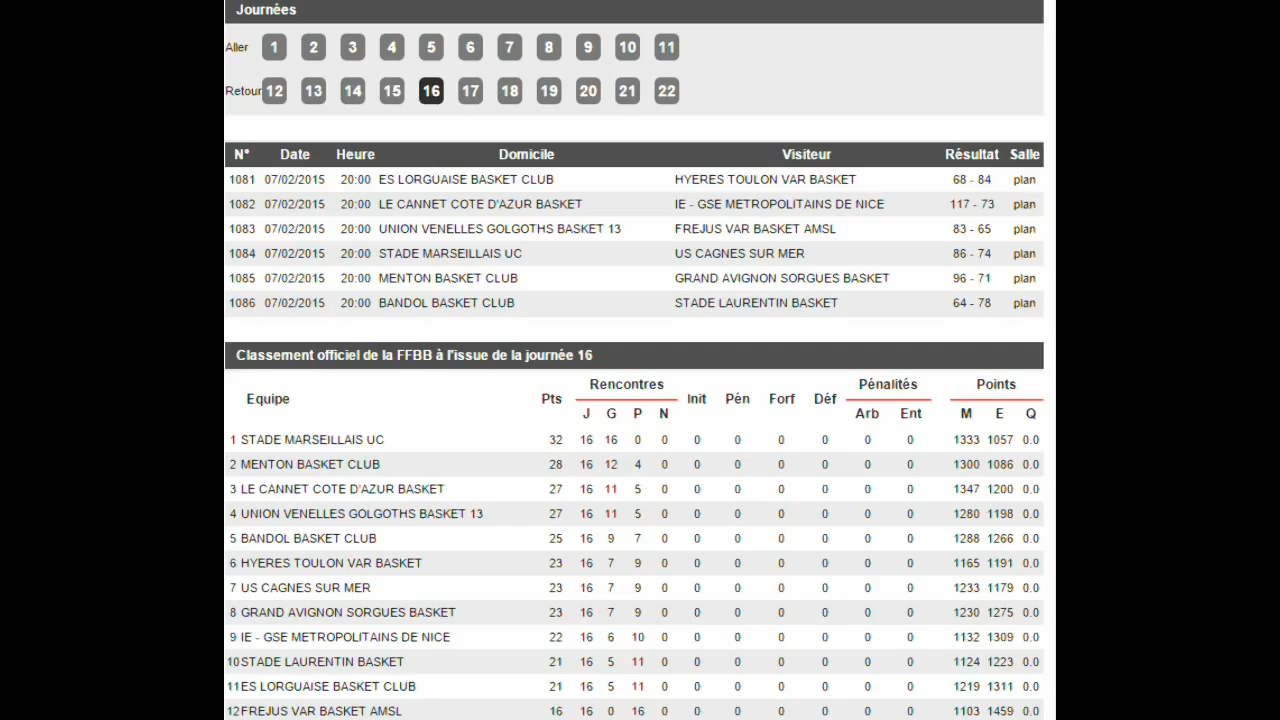 Journées
Aller 1 2 3 4 5 6 7 8 9 10 11
Retour 12 13 14 15 16 17 18 19 20 21 22
N° Date Heure Domicile Visiteur Résultat Salle
1081 07/02/2015 20:00 ES LORGUAISE BASKET CLUB HYERES TOULON VAR BASKET 68 - 84 plan
1082 07/02/2015 20:00 LE CANNET COTE D'AZUR BASKET IE - GSE METROPOLITAINS DE NICE 117 - 73 plan
1083 07/02/2015 20:00 UNION VENELLES GOLGOTHS BASKET 13 FREJUS VAR BASKET AMSL 83 - 65 plan
1084 07/02/2015 20:00 STADE MARSEILLAIS UC US CAGNES SUR MER 86 - 74 plan
1085 07/02/2015 20:00 MENTON BASKET CLUB GRAND AVIGNON SORGUES BASKET 96 - 71 plan
1086 07/02/2015 20:00 BANDOL BASKET CLUB STADE LAURENTIN BASKET 64 - 78 plan
Classement officiel de la FFBB à l'issue de la journée 16
Equipe Pts Rencontres Init Pén Forf Déf Pénalités Points
J G P N Arb Ent M E Q
1 STADE MARSEILLAIS UC 32 16 16 0 0 0 0 0 0 0 0 1333 1057 0.0
2 MENTON BASKET CLUB 28 16 12 4 0 0 0 0 0 0 0 1300 1086 0.0
3 LE CANNET COTE D'AZUR BASKET 27 16 11 5 0 0 0 0 0 0 0 1347 1200 0.0
4 UNION VENELLES GOLGOTHS BASKET 13 27 16 11 5 0 0 0 0 0 0 0 1280 1198 0.0
5 BANDOL BASKET CLUB 25 16 9 7 0 0 0 0 0 0 0 1288 1266 0.0
6 HYERES TOULON VAR BASKET 23 16 7 9 0 0 0 0 0 0 0 1165 1191 0.0
7 US CAGNES SUR MER 23 16 7 9 0 0 0 0 0 0 0 1233 1179 0.0
8 GRAND AVIGNON SORGUES BASKET 23 16 7 9 0 0 0 0 0 0 0 1230 1275 0.0
9 IE - GSE METROPOLITAINS DE NICE 22 16 6 10 0 0 0 0 0 0 0 1132 1309 0.0
10 STADE LAURENTIN BASKET 21 16 5 11 0 0 0 0 0 0 0 1124 1223 0.0
11 ES LORGUAISE BASKET CLUB 21 16 5 11 0 0 0 0 0 0 0 1219 1311 0.0
12 FREJUS VAR BASKET AMSL 16 16 0 16 0 0 0 0 0 0 0 1103 1459 0.0